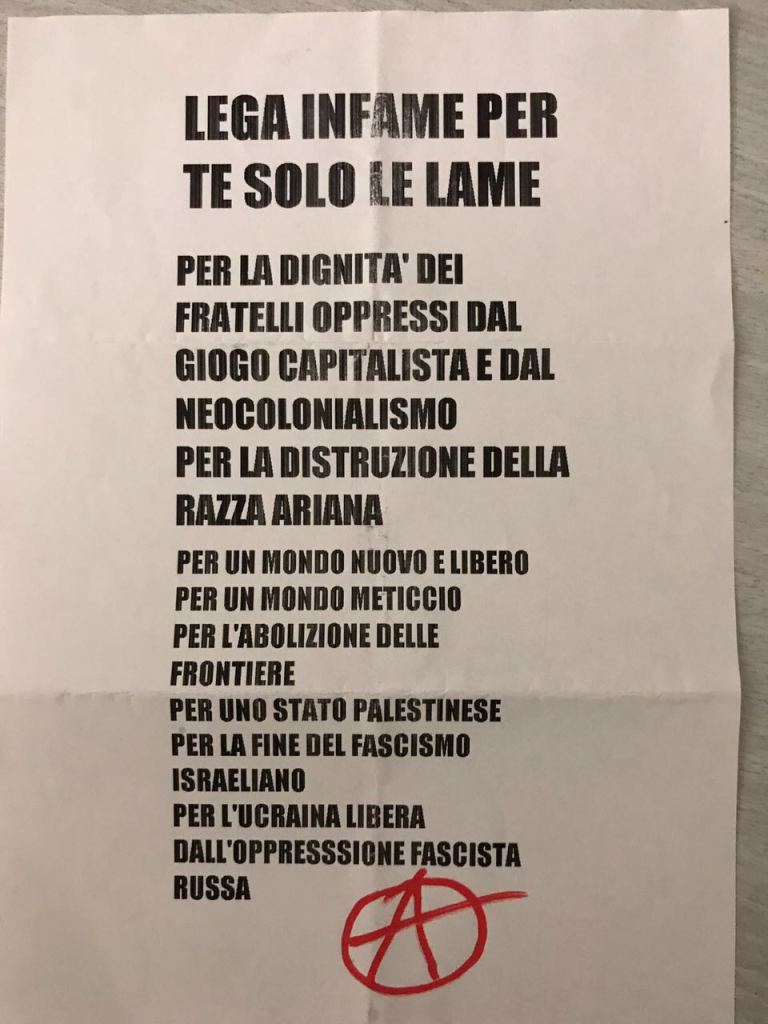 LEGA INFAME PER
TE SOLO LE LAME
PER LA DIGNITA' DEI
FRATELLI OPPRESSI DAL
GIOGO CAPITALISTA E DAL
NEOCOLONIALISMO
PER LA DISTRUZIONE DELLA
RAZZA ARIANA
PER UN MONDO NUOVO E LIBERO
PER UN MONDO METICCIO
PER L'ABOLIZIONE DELLE
FRONTIERE
PER UNO STATO PALESTINESE
PER LA FINE DEL FASCISMO
ISRAELIANO
PER L'UCRAINA LIBERA
DALL'OPPRESSSIONE FASCISTA
RUSSA
A